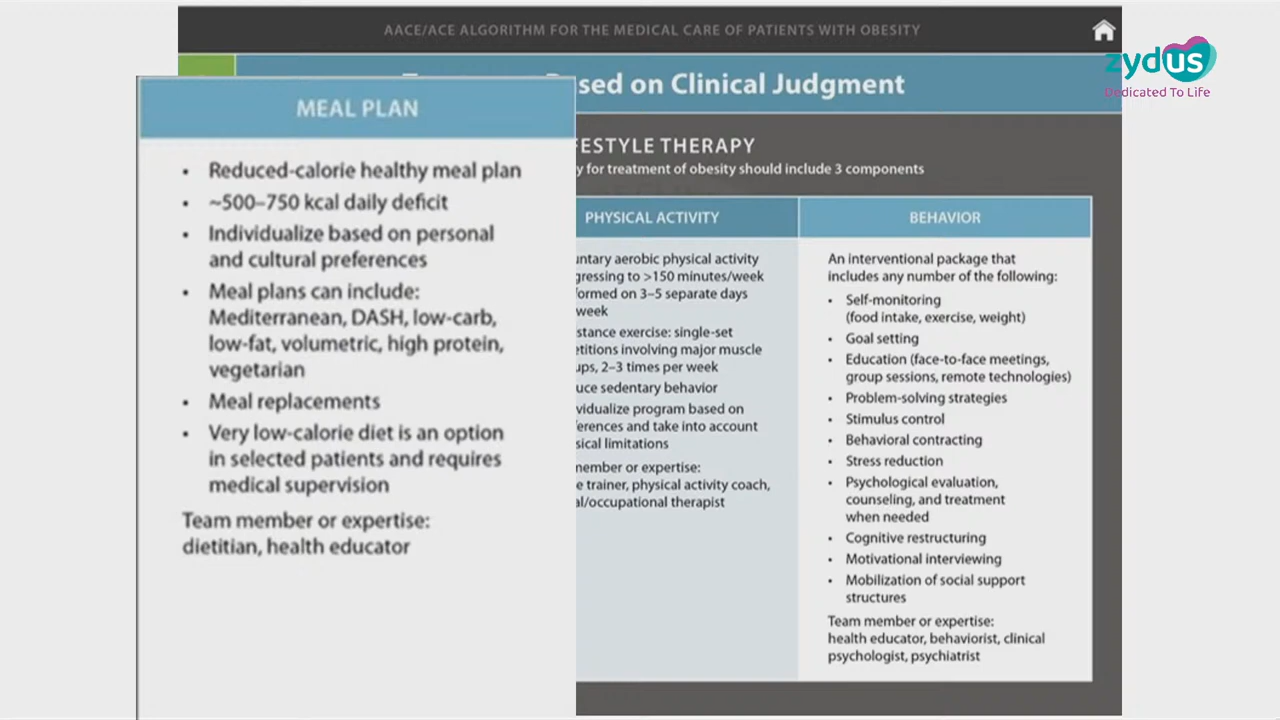 AACE/ACE ALGORITHM FOR THE MEDICAL CARE OF PATIENTS WITH OBESITY
zydus
Dedicated To Life
sed on Clinical Judgment
MEAL PLAN
• Reduced-calorie healthy meal plan
• ~500–750 kcal daily deficit
• Individualize based on personal
and cultural preferences
• Meal plans can include:
Mediterranean, DASH, low-carb,
low-fat, volumetric, high protein,
vegetarian
• Meal replacements
• Very low-calorie diet is an option
in selected patients and requires
medical supervision
Team member or expertise:
dietitian, health educator
FESTYLE THERAPY
y for treatment of obesity should include 3 components
PHYSICAL ACTIVITY
untary aerobic physical activity
gressing to >150 minutes/week
formed on 3–5 separate days
week
stance exercise: single-set
etitions involving major muscle
ups, 2–3 times per week
uce sedentary behavior
vidualize program based on
ferences and take into account
sical limitations
member or expertise:
e trainer, physical activity coach,
al/occupational therapist
BEHAVIOR
An interventional package that
includes any number of the following:
• Self-monitoring
(food intake, exercise, weight)
• Goal setting
• Education (face-to-face meetings,
group sessions, remote technologies)
• Problem-solving strategies
• Stimulus control
• Behavioral contracting
• Stress reduction
• Psychological evaluation,
counseling, and treatment
when needed
• Cognitive restructuring
• Motivational interviewing
• Mobilization of social support
structures
Team member or expertise:
health educator, behaviorist, clinical
psychologist, psychiatrist